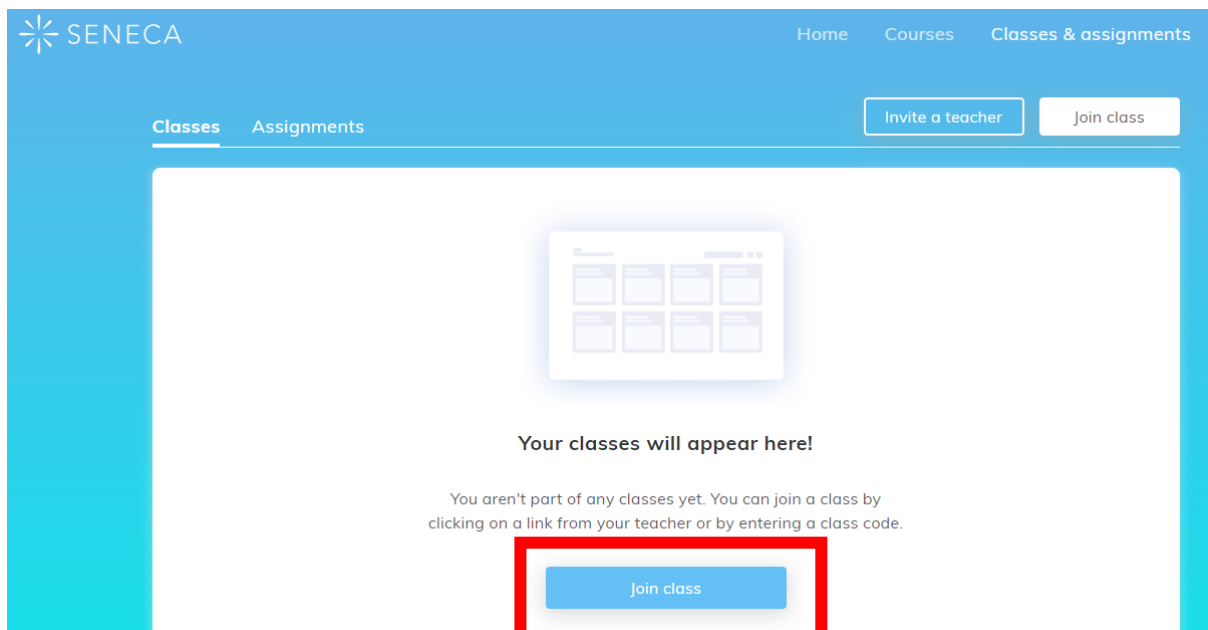 SENECA
Home Courses Classes & assignments
Classes Assignments
Invite a teacher Join class
Your classes will appear here!
You aren't part of any classes yet. You can join a class by
clicking on a link from your teacher or by entering a class code.
Join class